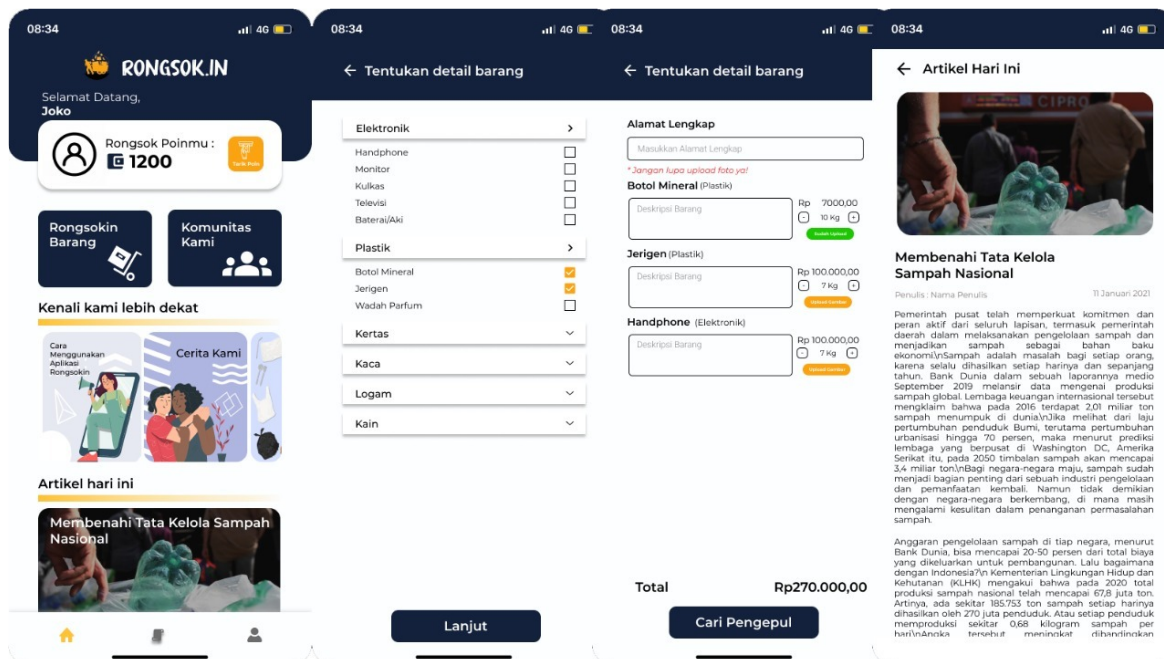 08:34
4G
RONGSOK.IN
Selamat Datang,
Joko
Rongsok Poinmu :
1200
Tarik Poin
Rongsokin
Barang
Komunitas
Kami
Kenali kami lebih dekat
Cara
Menggunakan
Aplikasi
Rongsokin
Cerita Kami
Artikel hari ini
Membenahi Tata Kelola Sampah
Nasional
08:34
4G
← Tentukan detail barang
Elektronik
Handphone
Monitor
Kulkas
Televisi
Baterai/Aki
Plastik
Botol Mineral
Jerigen
Wadah Parfum
Kertas
Kaca
Logam
Kain
Lanjut
08:34
4G
← Tentukan detail barang
Alamat Lengkap
Masukkan Alamat Lengkap
*Jangan lupa upload foto ya!
Botol Mineral (Plastik)
Deskripsi Barang
Rp 7000,00
- 10 Kg +
Sudah Upload
Jerigen (Plastik)
Deskripsi Barang
Rp 100.000,00
- 7 Kg +
Upload Gambar
Handphone (Elektronik)
Deskripsi Barang
Rp 100.000,00
- 7 Kg +
Upload Gambar
Total Rp270.000,00
Cari Pengepul
08:34
4G
← Artikel Hari Ini
CIPRO
Membenahi Tata Kelola
Sampah Nasional
Penulis : Nama Penulis 11 Januari 2021
Pemerintah pusat telah memperkuat komitmen dan
peran aktif dari seluruh lapisan, termasuk pemerintah
daerah dalam melaksanakan pengelolaan sampah dan
menjadikan sampah sebagai bahan baku
ekonomi.\nSampah adalah masalah bagi setiap orang,
karena selalu dihasilkan setiap harinya dan sepanjang
tahun. Bank Dunia dalam sebuah laporannya medio
September 2019 melansir data mengenai produksi
sampah global. Lembaga keuangan internasional tersebut
mengklaim bahwa pada 2016 terdapat 2,01 miliar ton
sampah menumpuk di dunia.\nJika melihat dari laju
pertumbuhan penduduk Bumi, terutama pertumbuhan
urbanisasi hingga 70 persen, maka menurut prediksi
lembaga yang berpusat di Washington DC, Amerika
Serikat itu, pada 2050 timbalan sampah akan mencapai
3,4 miliar ton.\nBagi negara-negara maju, sampah sudah
menjadi bagian penting dari sebuah industri pengelolaan
dan pemanfaatan kembali. Namun tidak demikian
dengan negara-negara berkembang, di mana masih
mengalami kesulitan dalam penanganan permasalahan
sampah.
Anggaran pengelolaan sampah di tiap negara, menurut
Bank Dunia, bisa mencapai 20-50 persen dari total biaya
yang dikeluarkan untuk pembangunan. Lalu bagaimana
dengan Indonesia?\n Kementerian Lingkungan Hidup dan
Kehutanan (KLHK) mengakui bahwa pada 2020 total
produksi sampah nasional telah mencapai 67,8 juta ton.
Artinya, ada sekitar 185.753 ton sampah setiap harinya
dihasilkan oleh 270 juta penduduk. Atau setiap penduduk
memproduksi sekitar 0,68 kilogram sampah per
hari\nAngka tersebut meningkat dibandingkan